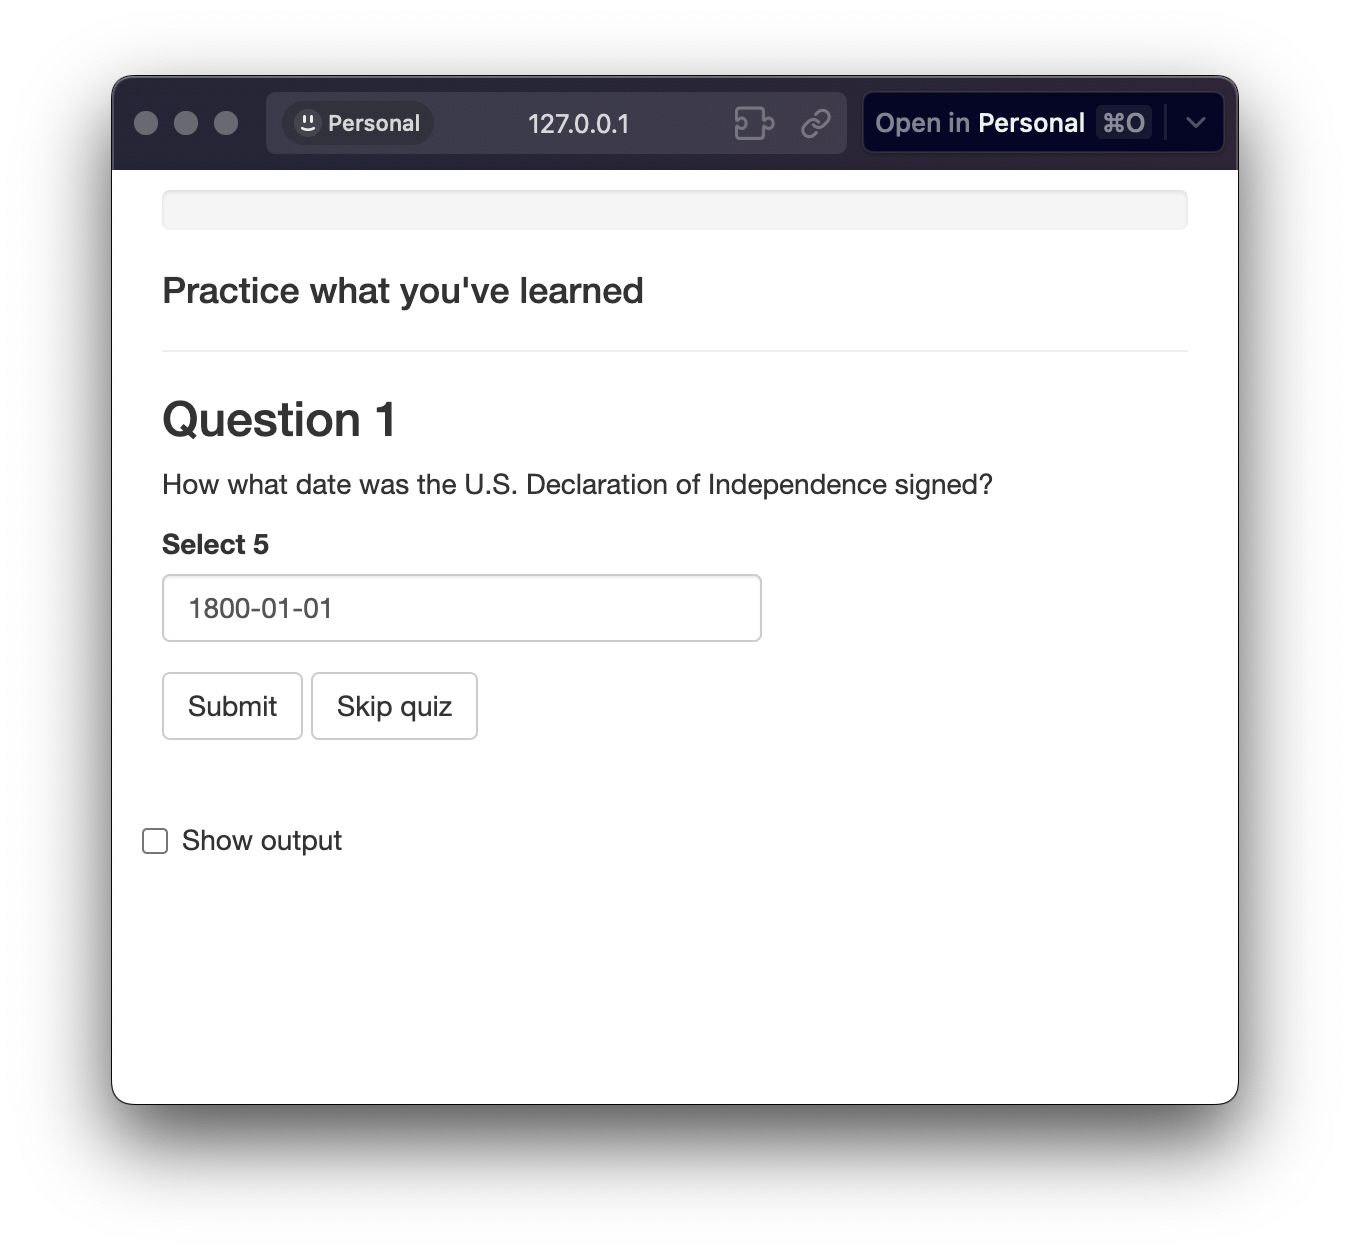 Personal 127.0.0.1 Open in Personal ⌘O
Practice what you've learned
Question 1
How what date was the U.S. Declaration of Independence signed?
Select 5
1800-01-01
Submit Skip quiz
Show output